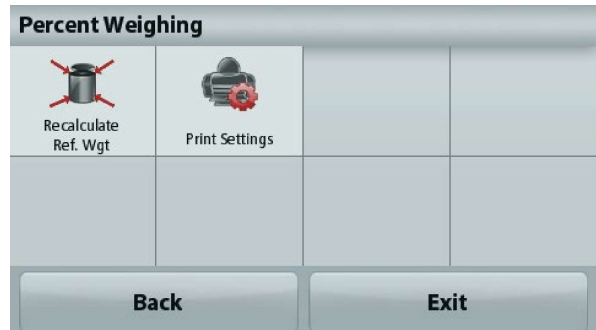 Percent Weighing
Recalculate
Ref. Wgt
Print Settings
Back
Exit